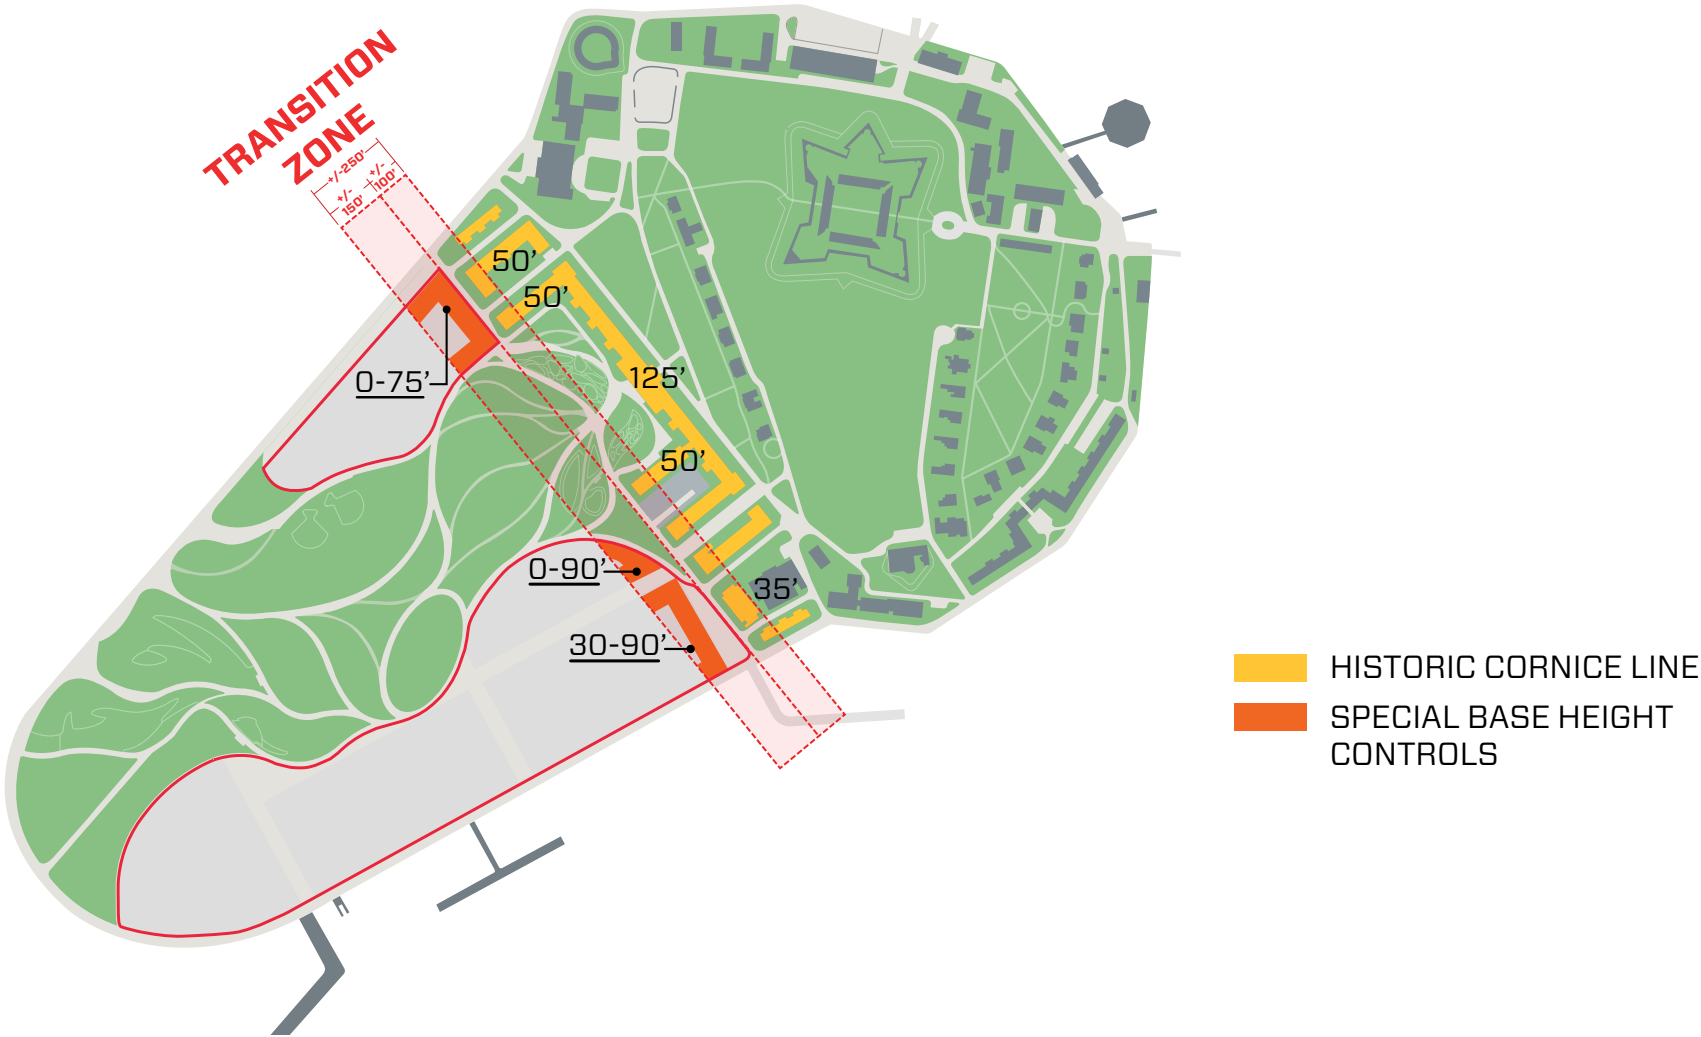 TRANSITION
ZONE
+/-250'
+/-
150'
+/-
100'
50'
50'
0-75'
125'
50'
0-90'
35'
30-90'
HISTORIC CORNICE LINE
SPECIAL BASE HEIGHT
CONTROLS